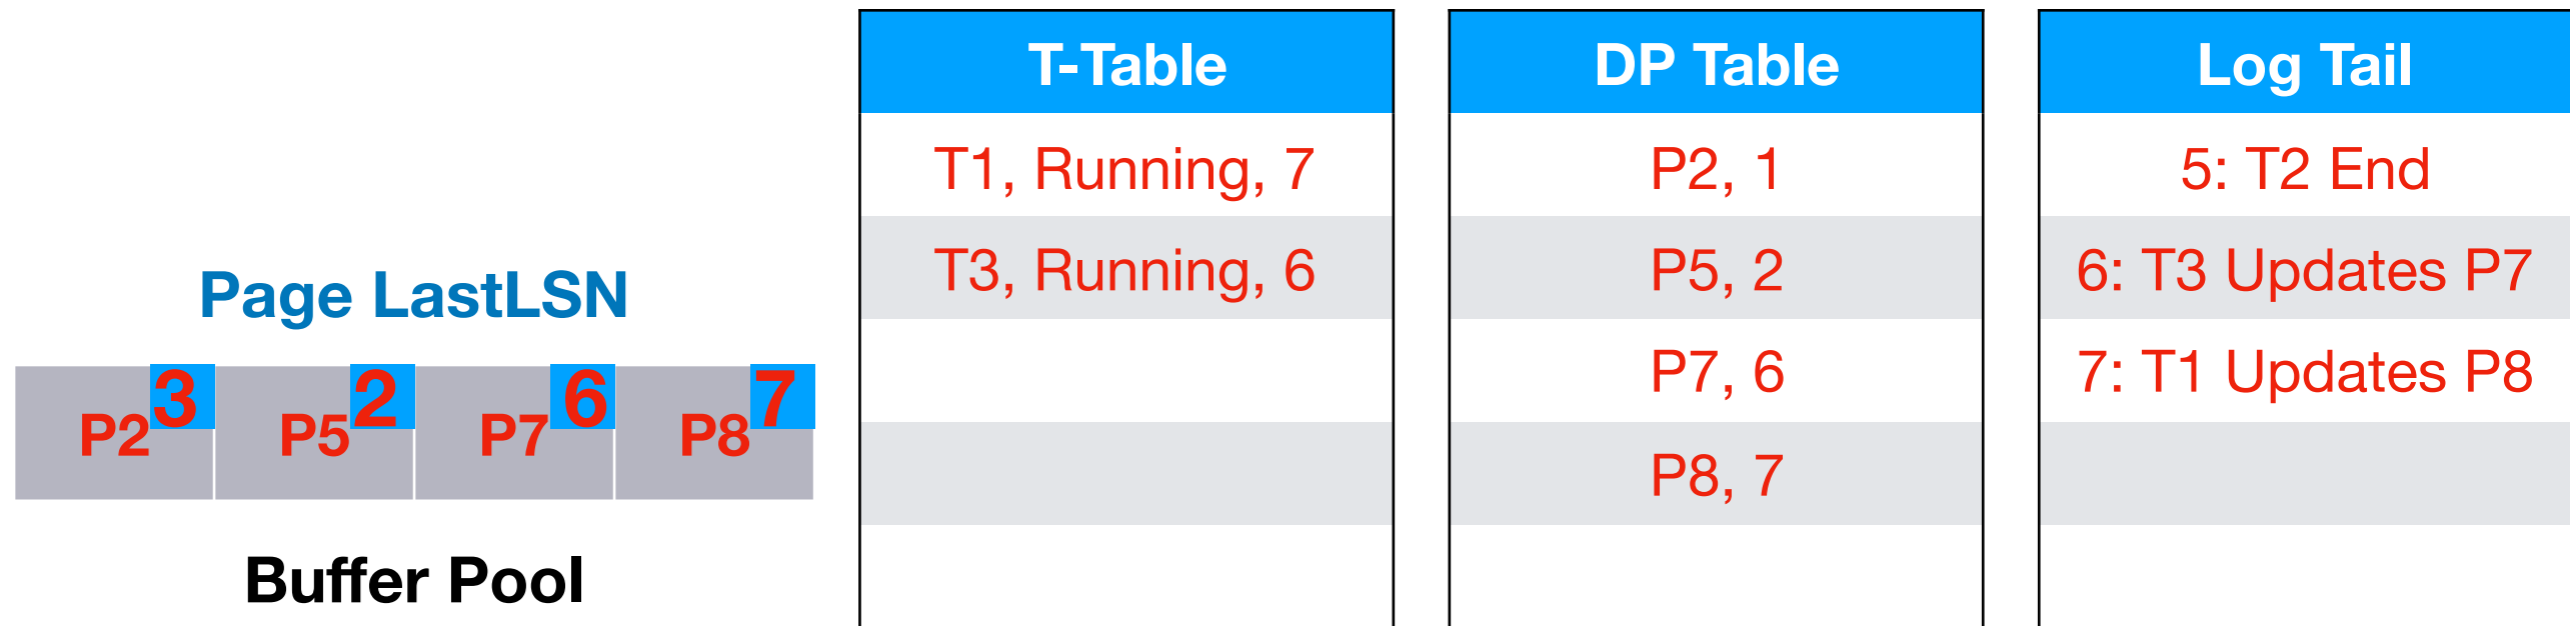 T-Table
T1, Running, 7
T3, Running, 6
DP Table
P2, 1
P5, 2
P7, 6
P8, 7
Log Tail
5: T2 End
6: T3 Updates P7
7: T1 Updates P8
Page LastLSN
P2 3 P5 2 P7 6 P8 7
Buffer Pool